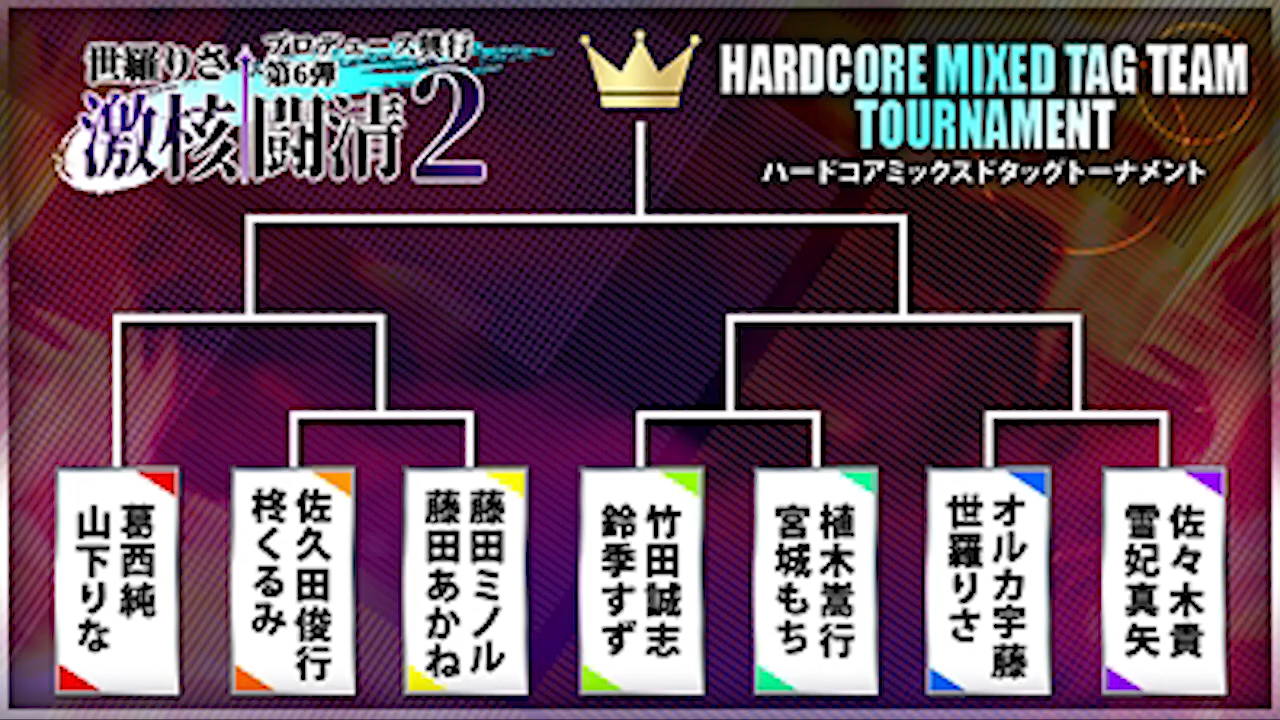 世羅りさ
プロデュース興行
第6弾
激核闘清2
HARDCORE MIXED TAG TEAM
TOURNAMENT
ハードコアミックスドタッグトーナメント
葛西純
山下りな
佐久田俊行
柊くるみ
藤田ミノル
藤田あかね
竹田誠志
鈴季すず
植木嵩行
宮城もち
オルカ宇藤
世羅りさ
佐々木貴
雪妃真矢